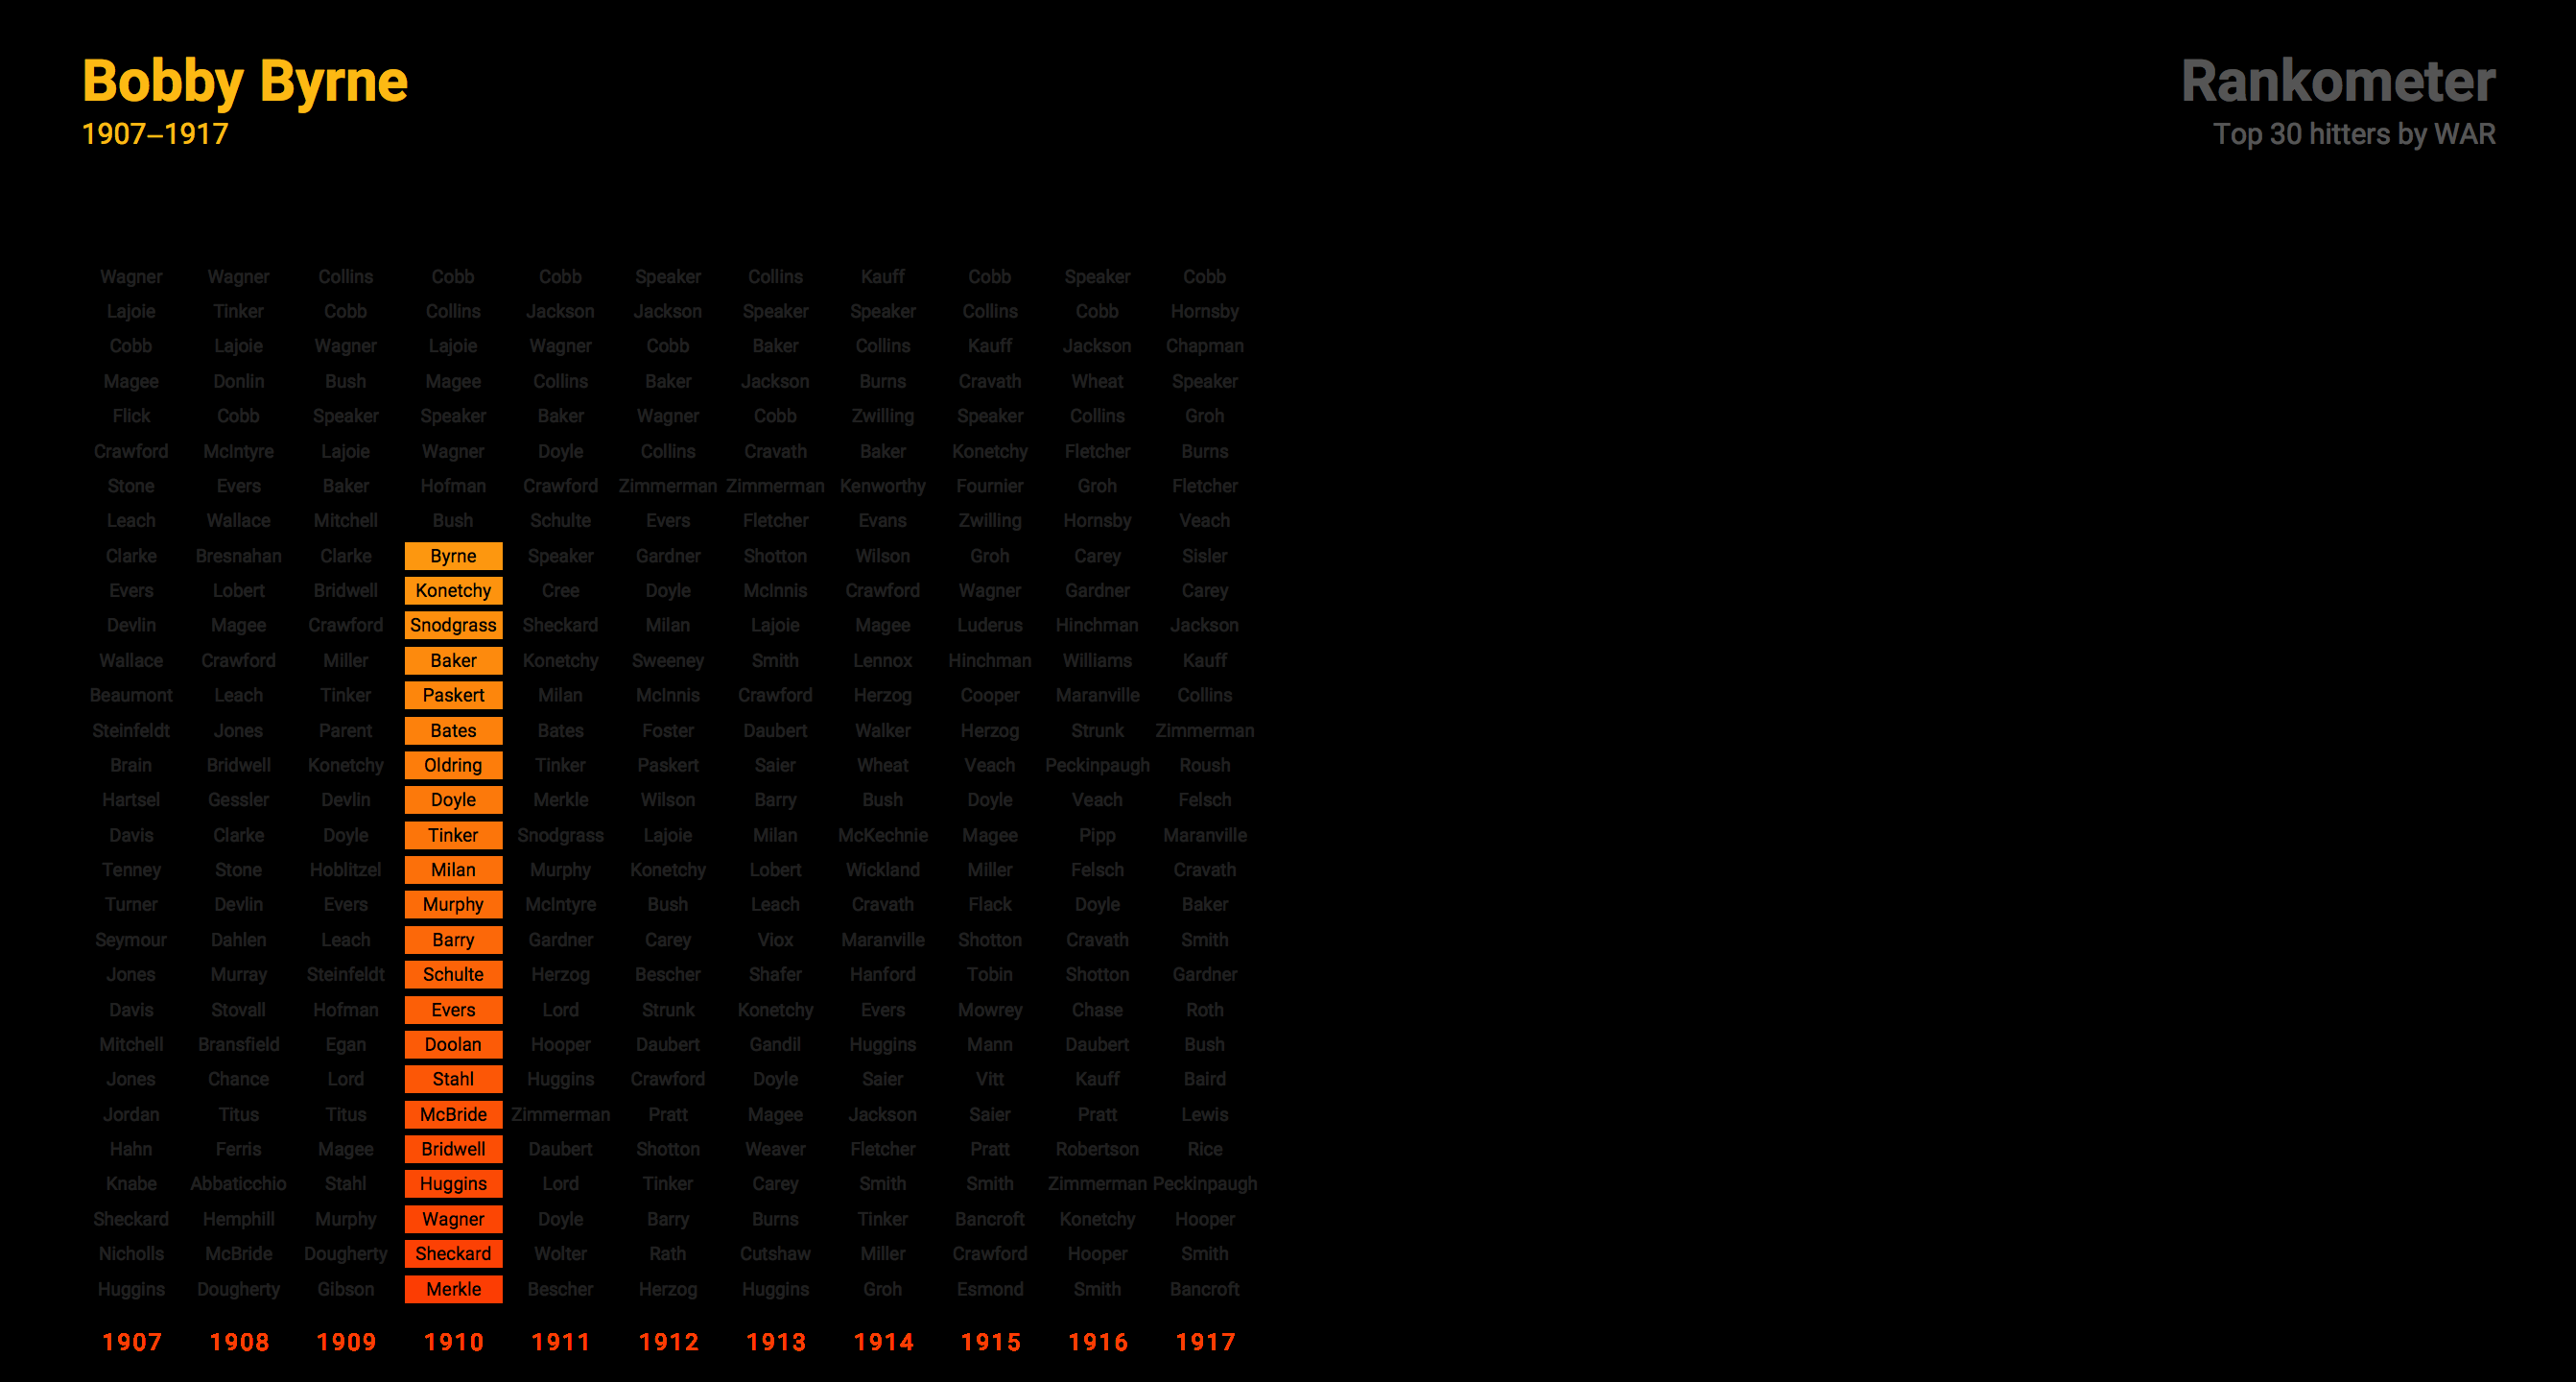 Bobby Byrne
1907–1917
Rankometer
Top 30 hitters by WAR
Wagner Wagner Collins Cobb Cobb Speaker Collins Kauff Cobb Speaker Cobb
Lajoie Tinker Cobb Collins Jackson Jackson Speaker Speaker Collins Cobb Hornsby
Cobb Lajoie Wagner Lajoie Wagner Cobb Baker Collins Kauff Jackson Chapman
Magee Donlin Bush Magee Collins Baker Jackson Burns Cravath Wheat Speaker
Flick Cobb Speaker Speaker Baker Wagner Cobb Zwilling Speaker Collins Groh
Crawford McIntyre Lajoie Wagner Doyle Collins Cravath Baker Konetchy Fletcher Burns
Stone Evers Baker Hofman Crawford Zimmerman Zimmerman Kenworthy Fournier Groh Fletcher
Leach Wallace Mitchell Bush Schulte Evers Fletcher Evans Zwilling Hornsby Veach
Clarke Bresnahan Clarke Byrne Speaker Gardner Shotton Wilson Groh Carey Sisler
Evers Lobert Bridwell Konetchy Cree Doyle McInnis Crawford Wagner Gardner Carey
Devlin Magee Crawford Snodgrass Sheckard Milan Lajoie Magee Luderus Hinchman Jackson
Wallace Crawford Miller Baker Konetchy Sweeney Smith Lennox Hinchman Williams Kauff
Beaumont Leach Tinker Paskert Milan McInnis Crawford Herzog Cooper Maranville Collins
Steinfeldt Jones Parent Bates Bates Foster Daubert Walker Herzog Strunk Zimmerman
Brain Bridwell Konetchy Oldring Tinker Paskert Saier Wheat Veach Peckinpaugh Roush
Hartsel Gessler Devlin Doyle Merkle Wilson Barry Bush Doyle Veach Felsch
Davis Clarke Doyle Tinker Snodgrass Lajoie Milan McKechnie Magee Pipp Maranville
Tenney Stone Hoblitzel Milan Murphy Konetchy Lobert Wickland Miller Felsch Cravath
Turner Devlin Evers Murphy McIntyre Bush Leach Cravath Flack Doyle Baker
Seymour Dahlen Leach Barry Gardner Carey Viox Maranville Shotton Cravath Smith
Jones Murray Steinfeldt Schulte Herzog Bescher Shafer Hanford Tobin Shotton Gardner
Davis Stovall Hofman Evers Lord Strunk Konetchy Evers Mowrey Chase Roth
Mitchell Bransfield Egan Doolan Hooper Daubert Gandil Huggins Mann Daubert Bush
Jones Chance Lord Stahl Huggins Crawford Doyle Saier Vitt Kauff Baird
Jordan Titus Titus McBride Zimmerman Pratt Magee Jackson Saier Pratt Lewis
Hahn Ferris Magee Bridwell Daubert Shotton Weaver Fletcher Pratt Robertson Rice
Knabe Abbaticchio Stahl Huggins Lord Tinker Carey Smith Smith Zimmerman Peckinpaugh
Sheckard Hemphill Murphy Wagner Doyle Barry Burns Tinker Bancroft Konetchy Hooper
Nicholls McBride Dougherty Sheckard Wolter Rath Cutshaw Miller Crawford Hooper Smith
Huggins Dougherty Gibson Merkle Bescher Herzog Huggins Groh Esmond Smith Bancroft
1907 1908 1909 1910 1911 1912 1913 1914 1915 1916 1917